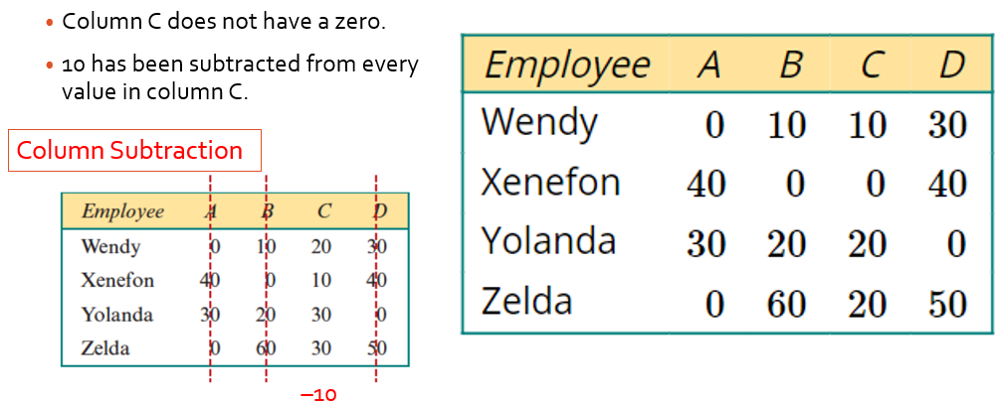 • Column C does not have a zero.
• 10 has been subtracted from every
value in column C.
Column Subtraction
Employee A B C D
Wendy 0 10 20 30
Xenefon 40 0 10 40
Yolanda 30 20 30 0
Zelda 0 60 30 50
–10
Employee A B C D
Wendy 0 10 10 30
Xenefon 40 0 0 40
Yolanda 30 20 20 0
Zelda 0 60 20 50